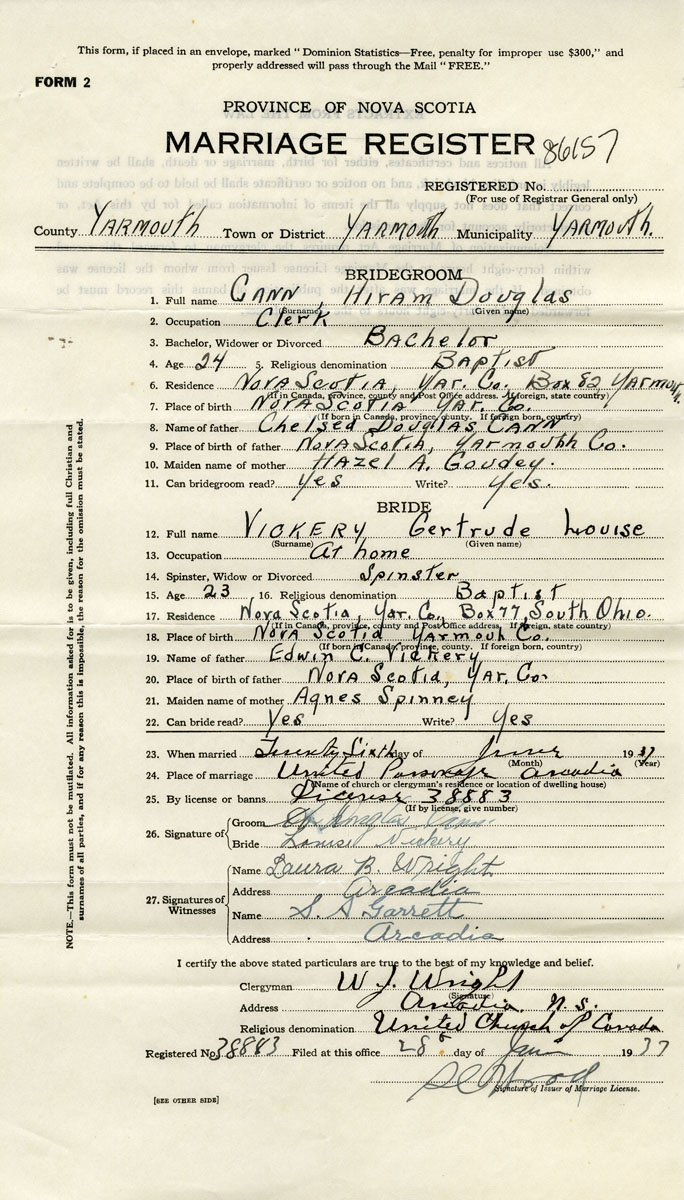 This form, if placed in an envelope, marked "Dominion Statistics—Free, penalty for improper use $300," and
properly addressed will pass through the Mail "FREE."
FORM 2
PROVINCE OF NOVA SCOTIA
MARRIAGE REGISTER 86157
REGISTERED No.
(For use of Registrar General only)
County YARMOUTH Town or District YARMOUTH Municipality YARMOUTH.
BRIDEGROOM
1. Full name CANN, Hiram Douglas
(Surname) (Given name)
2. Occupation Clerk
3. Bachelor, Widower or Divorced Bachelor
4. Age 24 5. Religious denomination Baptist
6. Residence Nova Scotia, Yar. Co. Box 82, Yarmouth.
(If in Canada, province, county and Post Office address. If foreign, state country)
7. Place of birth Nova Scotia Yar. Co.
(If born in Canada, province, county. If foreign born, country)
8. Name of father Chelsed Douglas CANN
9. Place of birth of father Nova Scotia, Yarmouth Co.
10. Maiden name of mother Hazel A. Goudey.
11. Can bridegroom read? Yes Write? Yes.
BRIDE
12. Full name VICKERY Gertrude Louise
(Surname) (Given name)
13. Occupation At home
14. Spinster, Widow or Divorced Spinster
15. Age 23 16. Religious denomination Baptist
17. Residence Nova Scotia, Yar. Co., Box 77, South Ohio.
(If in Canada, province, county and Post Office address. If foreign, state country)
18. Place of birth Nova Scotia Yarmouth Co.
(If born in Canada, province, county. If foreign born, country)
19. Name of father Edwin C. Vickery
20. Place of birth of father Nova Scotia, Yar. Co.
21. Maiden name of mother Agnes Spinney
22. Can bride read? Yes Write? Yes
23. When married Twenty Sixth day of June 1937
(Month) (Year)
24. Place of marriage United Parsonage Arcadia
(Name of church or clergyman's residence or location of dwelling house)
25. By license or banns License 38883
(If by license, give number)
26. Signature of
Groom Douglas Cann
Bride Louise Vickery
27. Signatures of Witnesses
Name Laura B. Wright
Address Arcadia
Name S. A Garrett
Address Arcadia
I certify the above stated particulars are true to the best of my knowledge and belief.
Clergyman W. J. Wright
(Signature)
Address Arcadia N.S.
Religious denomination United Church of Canada
Registered No. 38883 Filed at this office 28 day of June 1937
Signature of Issuer of Marriage License.
[SEE OTHER SIDE]
NOTE.—This form must not be mutilated. All information asked for is to be given, including full Christian and
surnames of all parties, and if for any reason this is impossible, the reason for the omission must be stated.